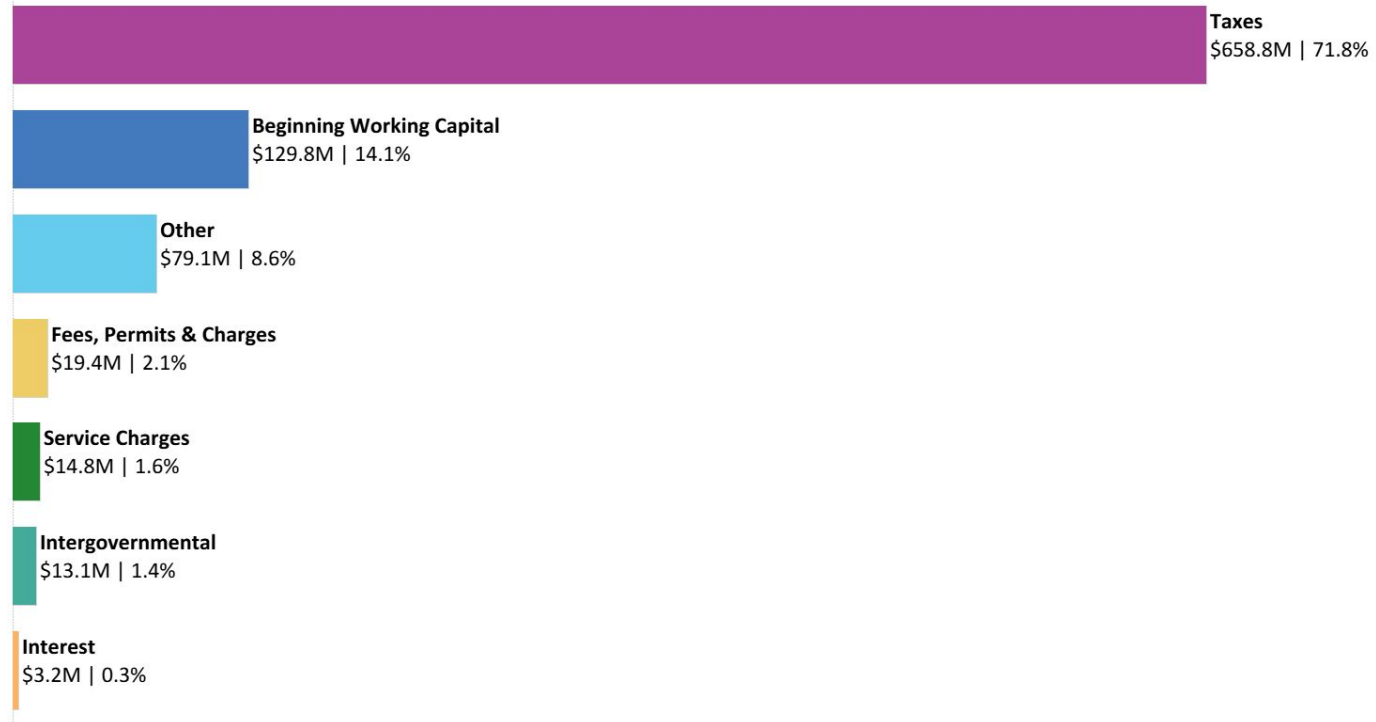 Taxes
$658.8M | 71.8%
Beginning Working Capital
$129.8M | 14.1%
Other
$79.1M | 8.6%
Fees, Permits & Charges
$19.4M | 2.1%
Service Charges
$14.8M | 1.6%
Intergovernmental
$13.1M | 1.4%
Interest
$3.2M | 0.3%